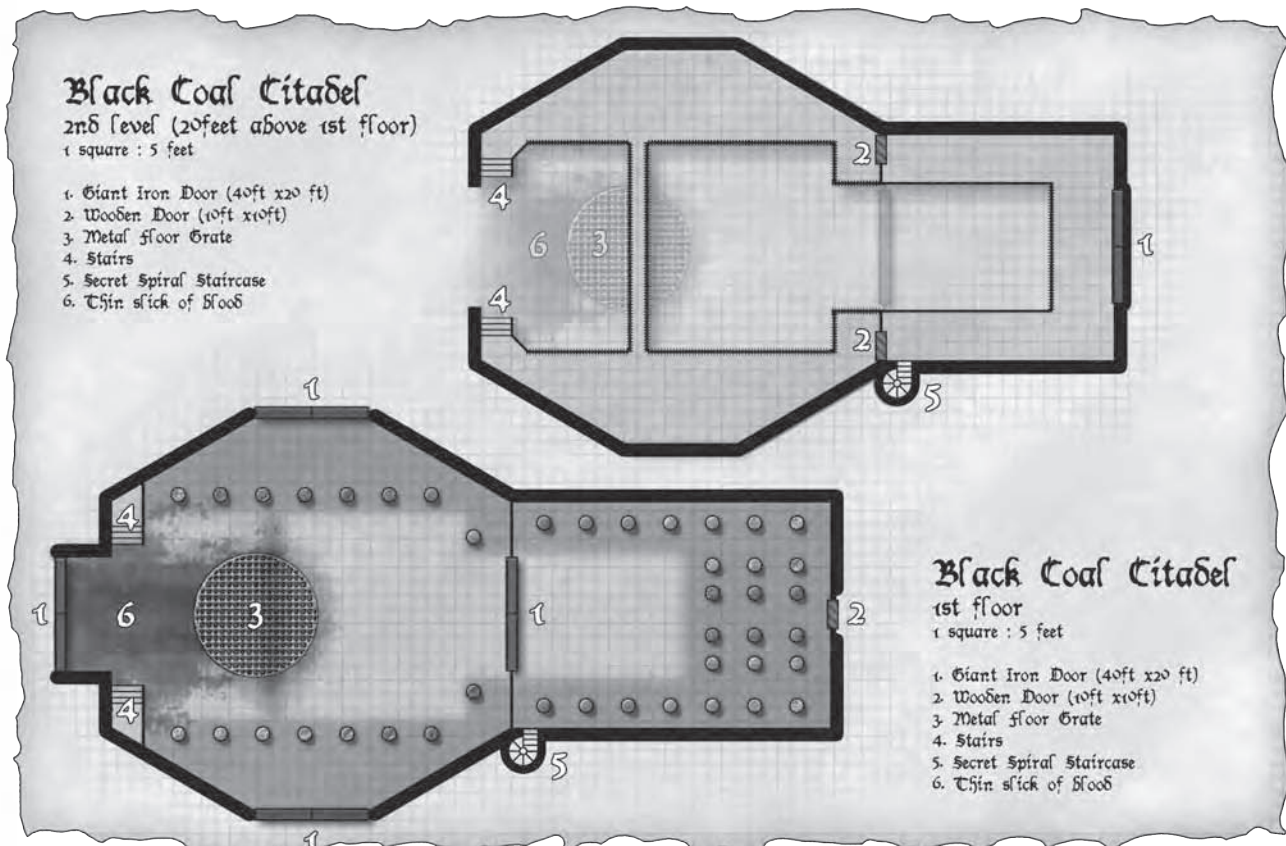 Black Coal Citadel
2nd level (20feet above 1st floor)
1 square : 5 feet
1. Giant Iron Door (40ft x20 ft)
2. Wooden Door (10ft x10ft)
3. Metal Floor Grate
4. Stairs
5. Secret Spiral Staircase
6. Thin slick of blood
2
4
6
3
1
4
2
5
1
4
1
6
3
1
2
4
5
1
Black Coal Citadel
1st floor
1 square : 5 feet
1. Giant Iron Door (40ft x20 ft)
2. Wooden Door (10ft x10ft)
3. Metal Floor Grate
4. Stairs
5. Secret Spiral Staircase
6. Thin slick of blood